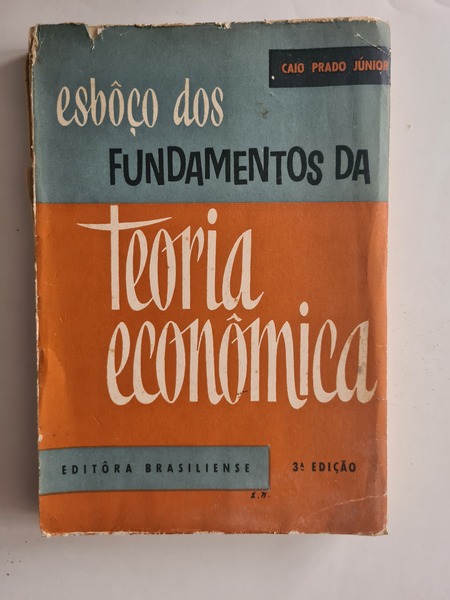 CAIO PRADO JÚNIOR
esbôço dos
FUNDAMENTOS DA
teoria
econômica
EDITÔRA BRASILIENSE
3ª EDIÇÃO